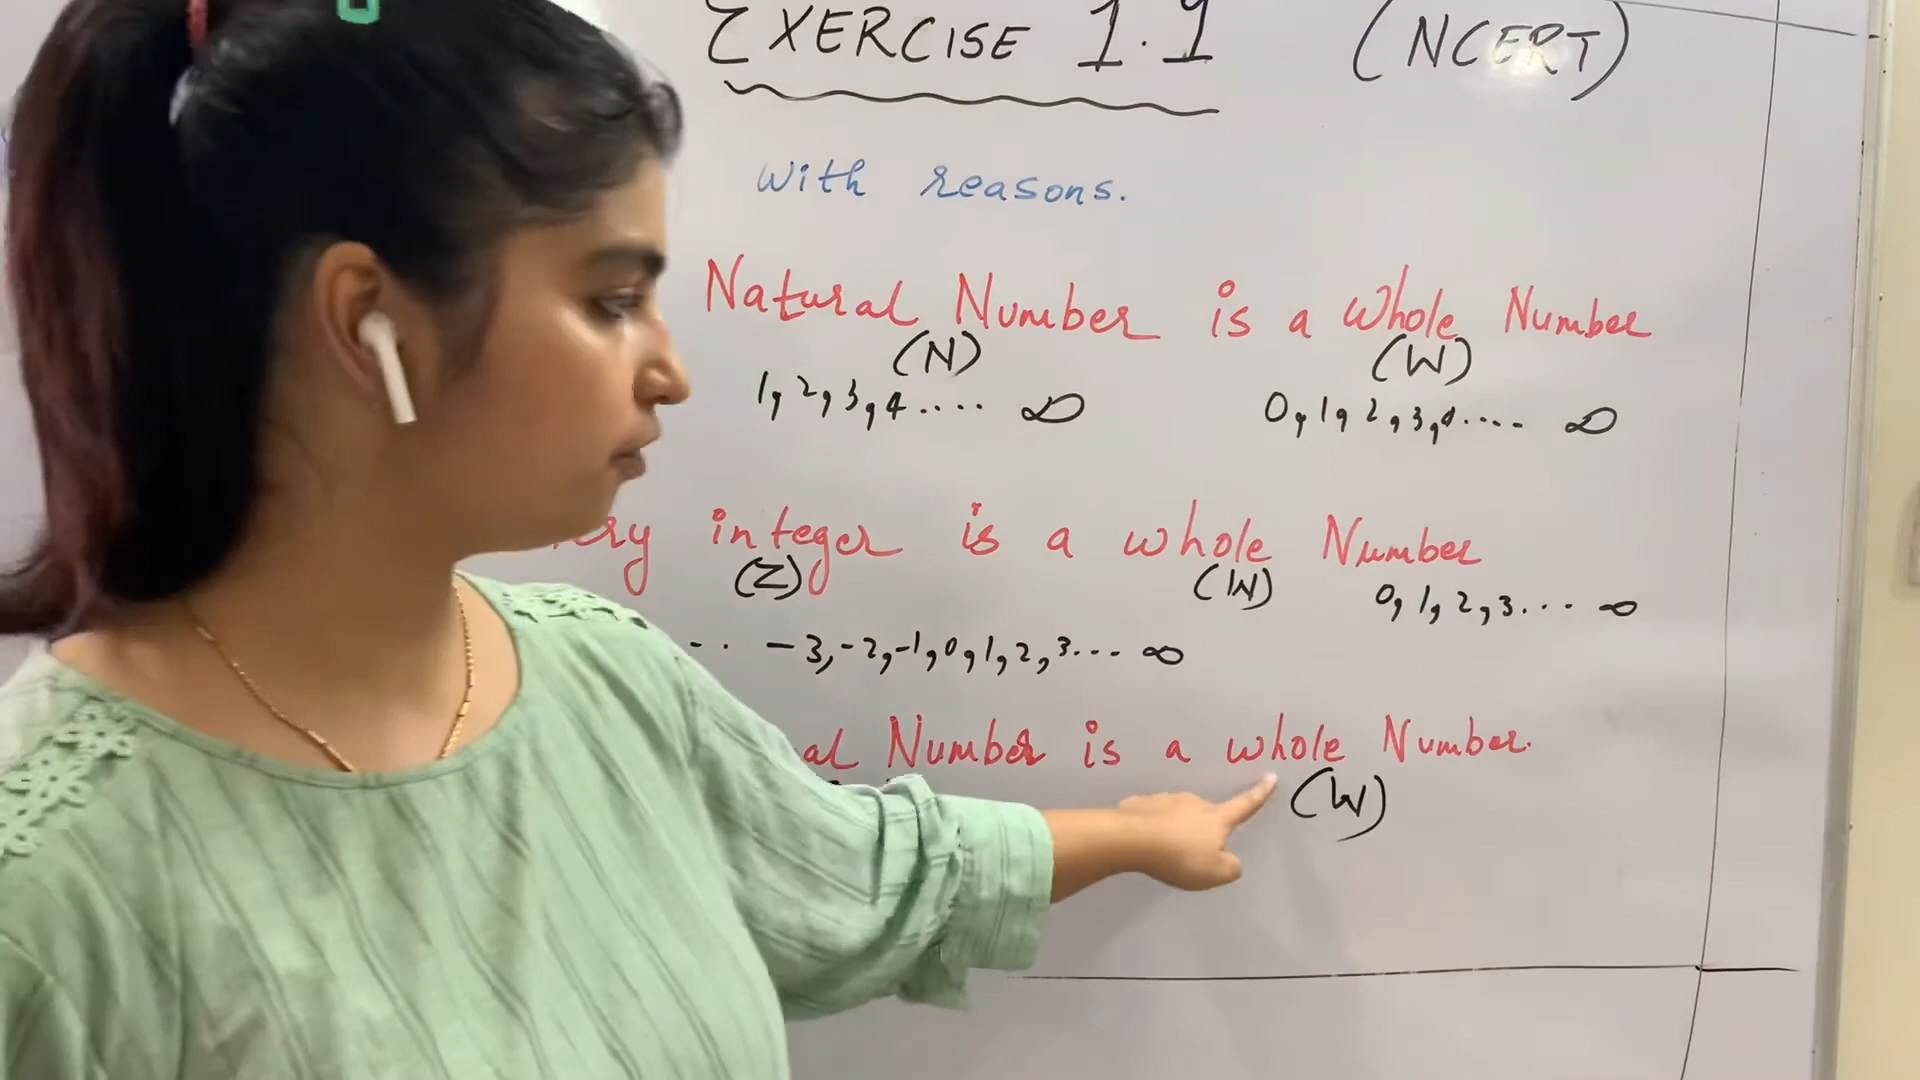 EXERCISE 1.1 (NCERT)
with reasons.
Natural Number is a Whole Number
(N) (W)
1, 2, 3, 4 .... ∞ 0, 1, 2, 3, 4 .... ∞
ery integer is a whole Number
(Z) (W) 0, 1, 2, 3... ∞
.. -3, -2, -1, 0, 1, 2, 3... ∞
al Number is a whole Number.
(W)